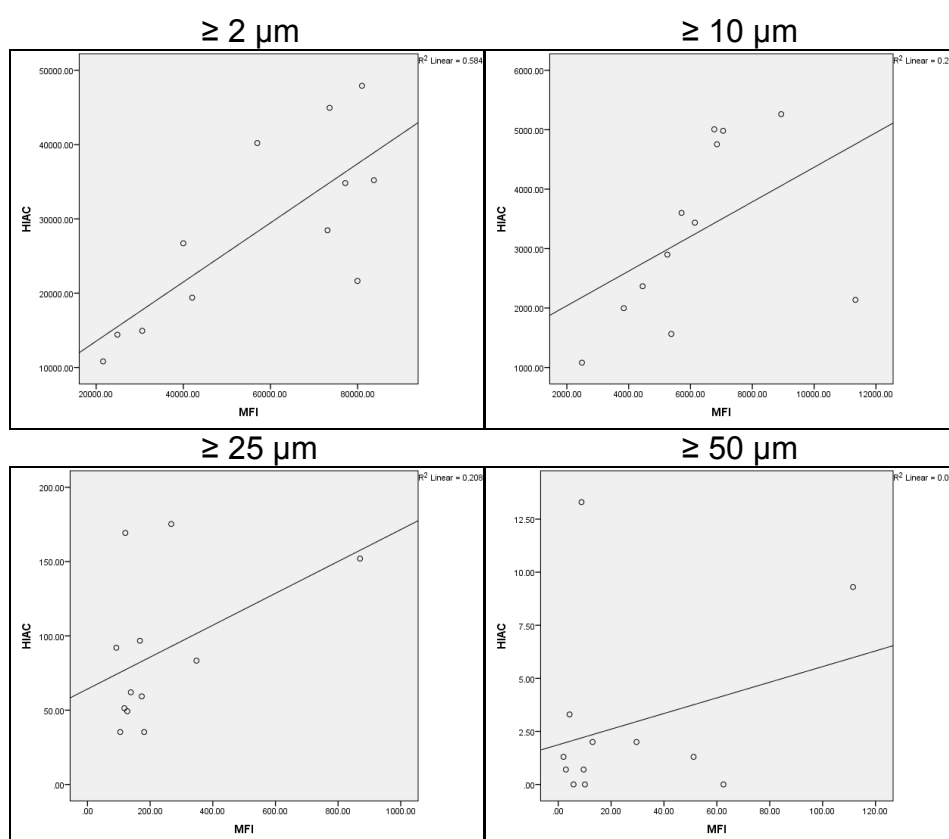 ≥ 2 µm
R² Linear = 0.584
50000.00
40000.00
30000.00
20000.00
10000.00
HIAC
20000.00 40000.00 60000.00 80000.00
MFI
≥ 10 µm
R² Linear = 0.2
6000.00
5000.00
4000.00
3000.00
2000.00
1000.00
HIAC
2000.00 4000.00 6000.00 8000.00 10000.00 12000.00
MFI
≥ 25 µm
R² Linear = 0.208
200.00
150.00
100.00
50.00
.00
HIAC
.00 200.00 400.00 600.00 800.00 1000.00
MFI
≥ 50 µm
R² Linear = 0.0
12.50
10.00
7.50
5.00
2.50
.00
HIAC
.00 20.00 40.00 60.00 80.00 100.00 120.00
MFI